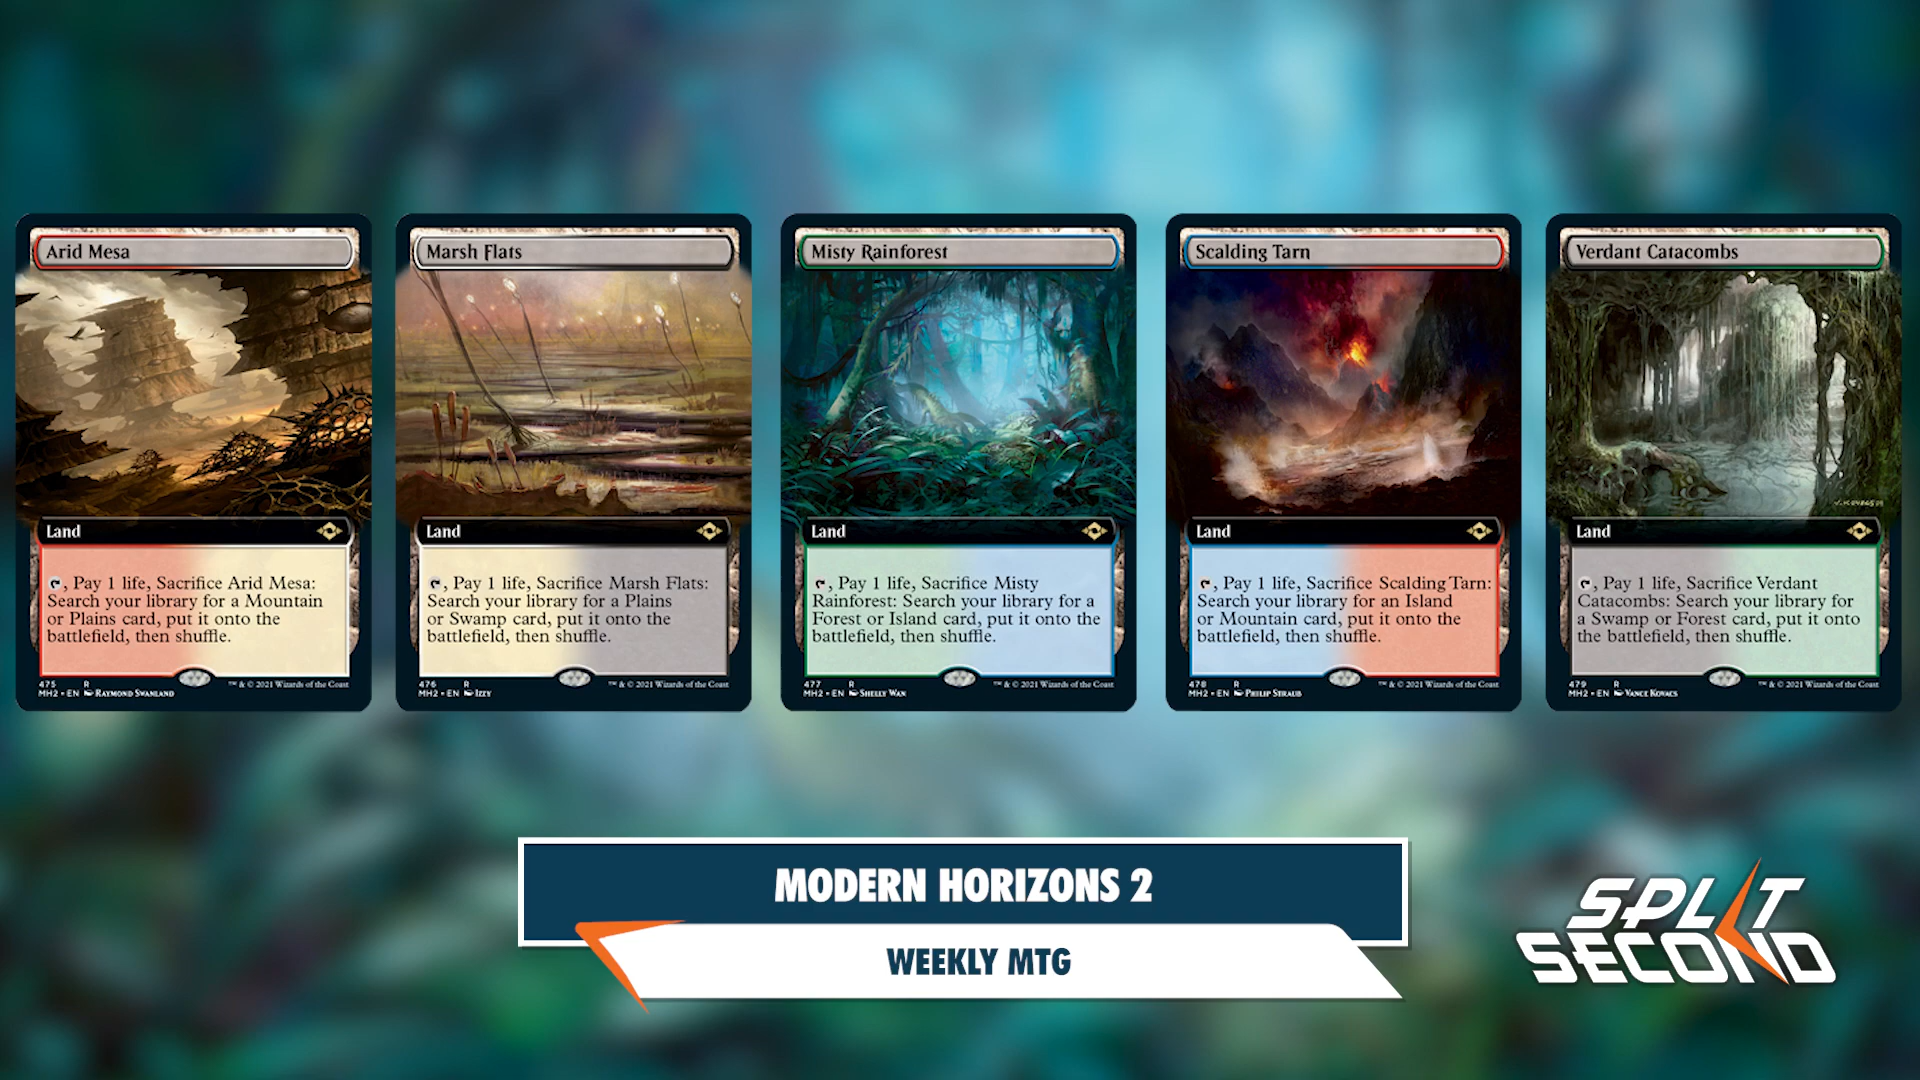 Arid Mesa
Land
, Pay 1 life, Sacrifice Arid Mesa:
Search your library for a Mountain
or Plains card, put it onto the
battlefield, then shuffle.
475 R
MH2 • EN Raymond Swanland
™ & © 2021 Wizards of the Coast
Marsh Flats
Land
, Pay 1 life, Sacrifice Marsh Flats:
Search your library for a Plains
or Swamp card, put it onto the
battlefield, then shuffle.
476 R
MH2 • EN Izzy
™ & © 2021 Wizards of the Coast
Misty Rainforest
Land
, Pay 1 life, Sacrifice Misty
Rainforest: Search your library for a
Forest or Island card, put it onto the
battlefield, then shuffle.
477 R
MH2 • EN Shelly Wan
™ & © 2021 Wizards of the Coast
Scalding Tarn
Land
, Pay 1 life, Sacrifice Scalding Tarn:
Search your library for an Island
or Mountain card, put it onto the
battlefield, then shuffle.
478 R
MH2 • EN Philip Straub
™ & © 2021 Wizards of the Coast
Verdant Catacombs
Land
, Pay 1 life, Sacrifice Verdant
Catacombs: Search your library for
a Swamp or Forest card, put it onto
the battlefield, then shuffle.
479 R
MH2 • EN Vance Kovacs
™ & © 2021 Wizards of the Coast
MODERN HORIZONS 2
WEEKLY MTG
SPLIT
SECOND